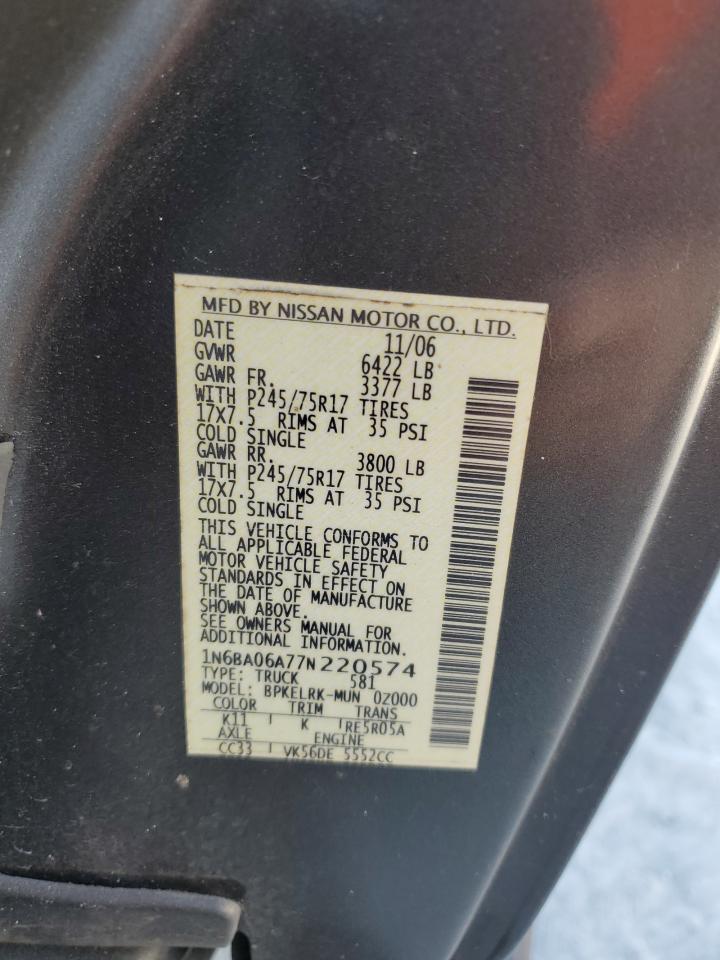 MFD BY NISSAN MOTOR CO., LTD.
DATE 11/06
GVWR 6422 LB
GAWR FR. 3377 LB
WITH P245/75R17 TIRES
17X7.5 RIMS AT 35 PSI
COLD SINGLE
GAWR RR. 3800 LB
WITH P245/75R17 TIRES
17X7.5 RIMS AT 35 PSI
COLD SINGLE
THIS VEHICLE CONFORMS TO
ALL APPLICABLE FEDERAL
MOTOR VEHICLE SAFETY
STANDARDS IN EFFECT ON
THE DATE OF MANUFACTURE
SHOWN ABOVE.
SEE OWNERS MANUAL FOR
ADDITIONAL INFORMATION.
1N6BA06A77N220574
TYPE: TRUCK 581
MODEL: BPKELRK-MUN 0Z000
COLOR TRIM TRANS
K11 K RE5R05A
AXLE ENGINE
CC33 VK56DE 5552CC